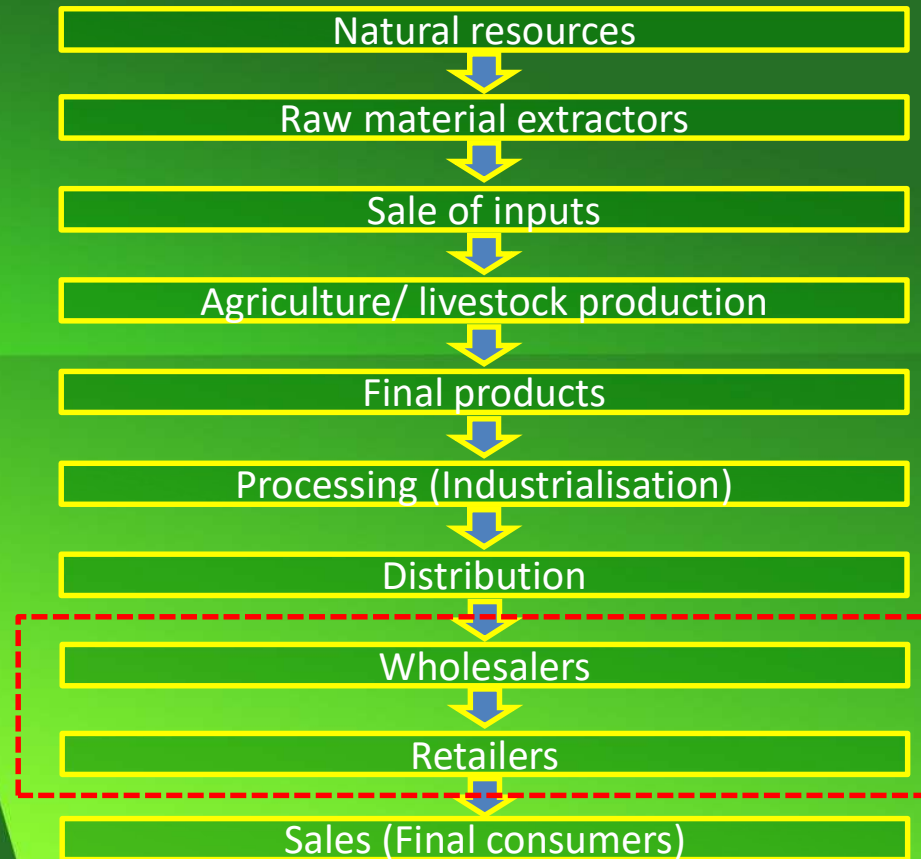 Natural resources
Raw material extractors
Sale of inputs
Agriculture/ livestock production
Final products
Processing (Industrialisation)
Distribution
Wholesalers
Retailers
Sales (Final consumers)